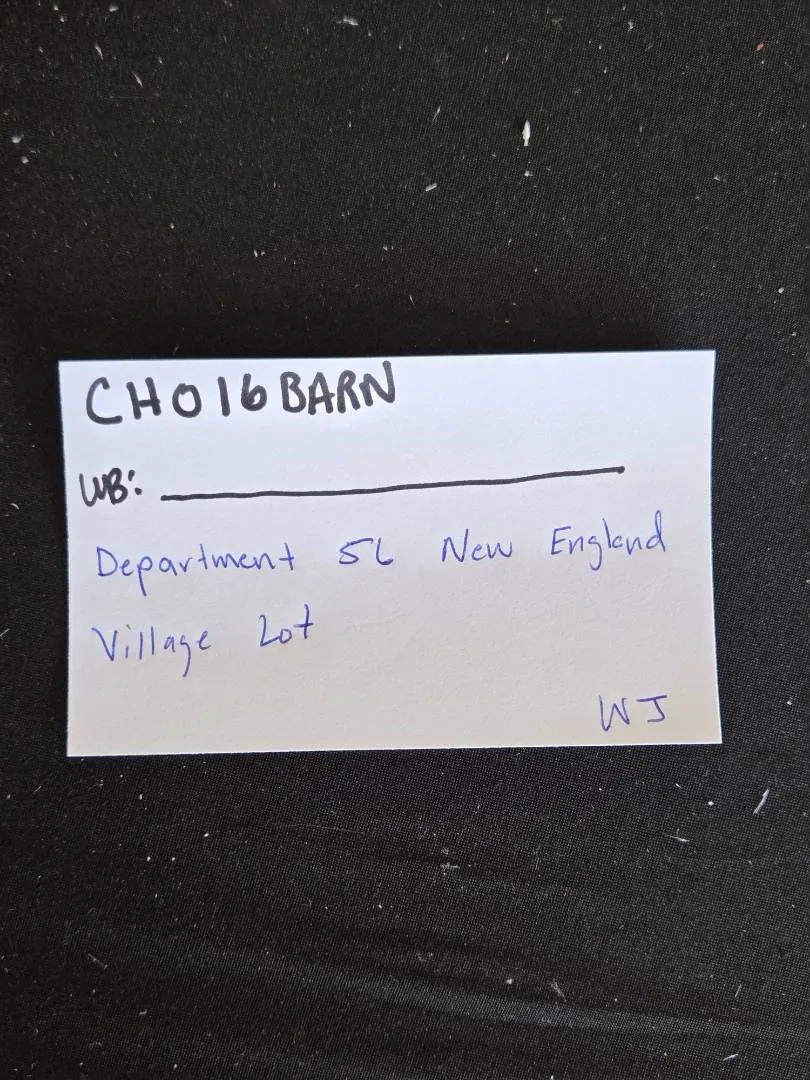 CH016BARN
WB:
Department 56 New England
Village Lot
WJ